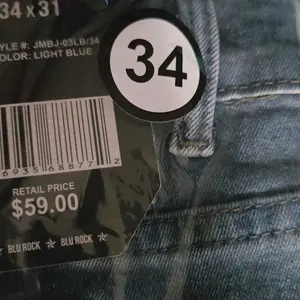 34 x 31
STYLE #: JMBJ-03LB/34
COLOR: LIGHT BLUE
34
RETAIL PRICE
$59.00
BLU ROCK ★ BLU ROCK ★